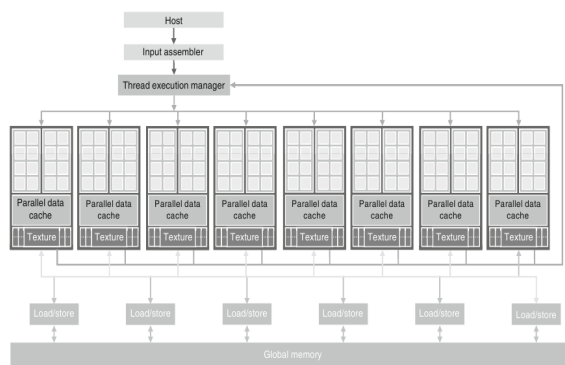 Host
Input assembler
Thread execution manager
Parallel data cache
Parallel data cache
Parallel data cache
Parallel data cache
Parallel data cache
Parallel data cache
Parallel data cache
Parallel data cache
Texture
Texture
Texture
Texture
Texture
Texture
Texture
Texture
Load/store
Load/store
Load/store
Load/store
Load/store
Load/store
Global memory